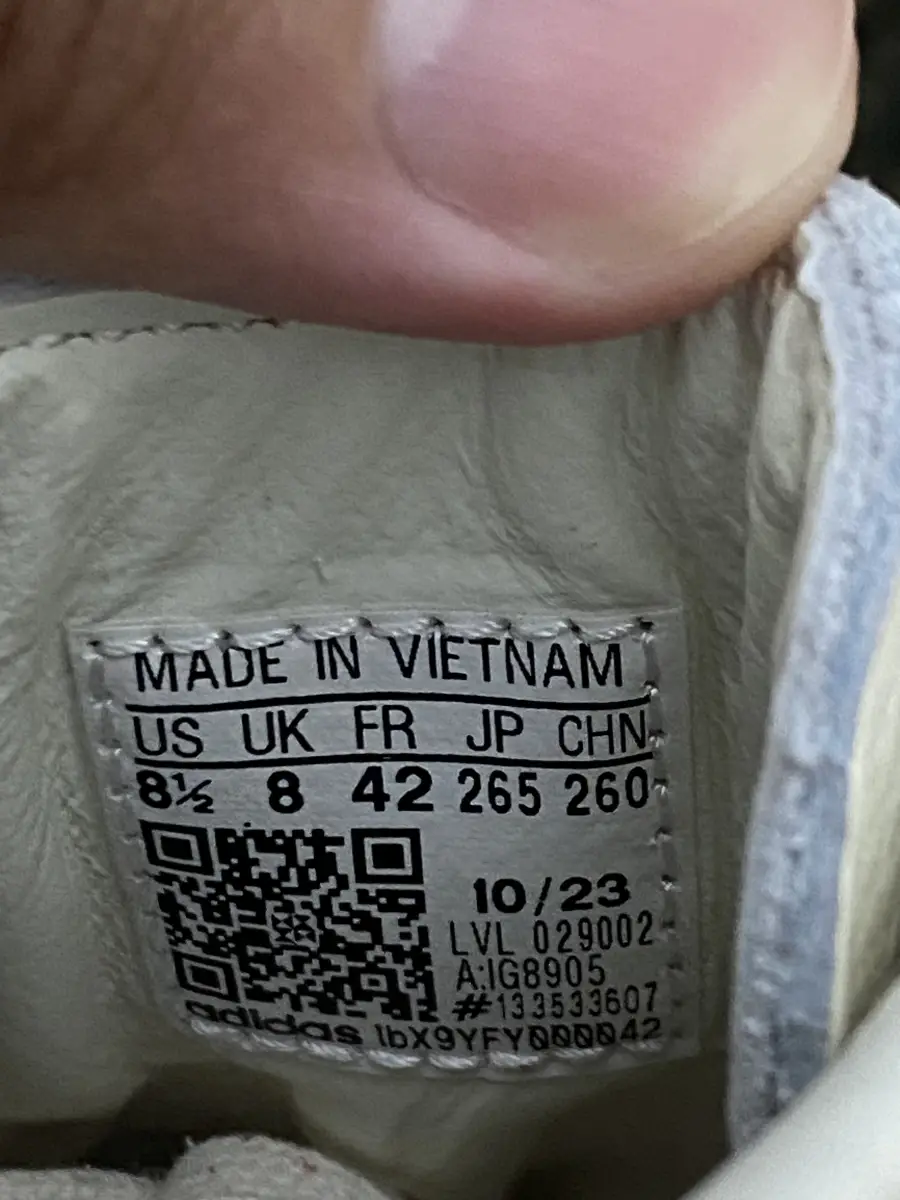 MADE IN VIETNAM
US UK FR JP CHN
8½ 8 42 265 260
10/23
LVL 029002
A:IG8905
#133533607
adidas lbX9YFY000042